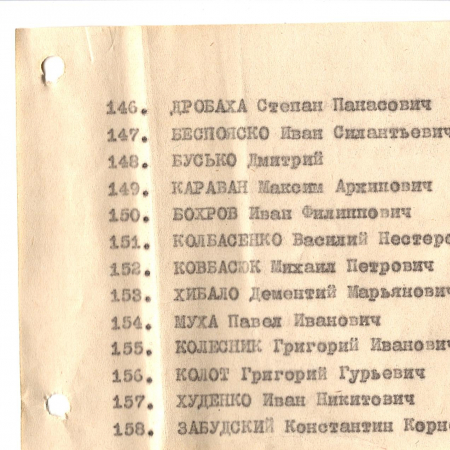 146. ДРОБАХА Степан Панасович
147. БЕСПОЯСКО Иван Силантьевич
148. БУСЬКО Дмитрий
149. КАРАВАН Максим Архипович
150. БОХРОВ Иван Филиппович
151. КОЛБАСЕНКО Василий Нестеро
152. КОВБАСЮК Михаил Петрович
153. ХИБАЛО Дементий Марьянович
154. МУХА Павел Иванович
155. КОЛЕСНИК Григорий Иванович
156. КОЛОТ Григорий Гурьевич
157. ХУДЕНКО Иван Никитович
158. ЗАБУДСКИЙ Константин Корне